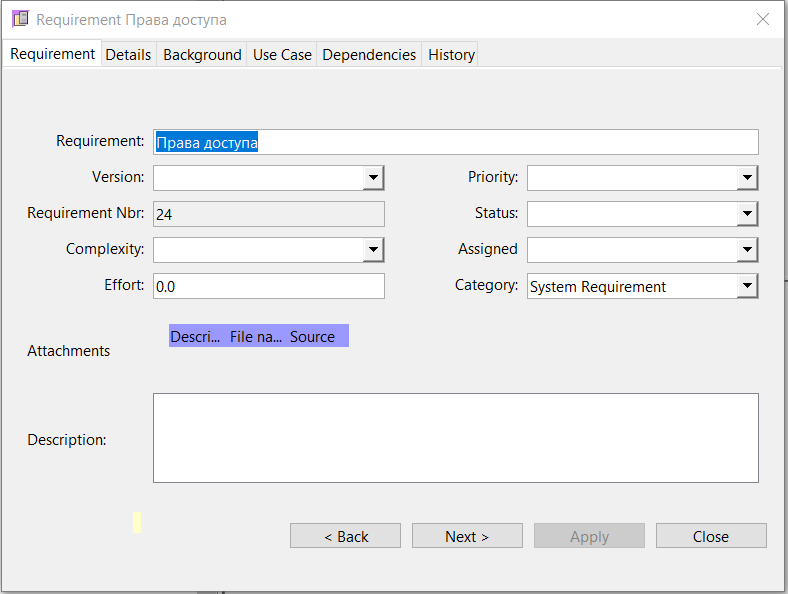 Requirement Права доступа
Requirement Details Background Use Case Dependencies History
Requirement: Права доступа
Version: Priority:
Requirement Nbr: 24 Status:
Complexity: Assigned
Effort: 0.0 Category: System Requirement
Descri... File na... Source
Attachments
Description:
< Back Next > Apply Close